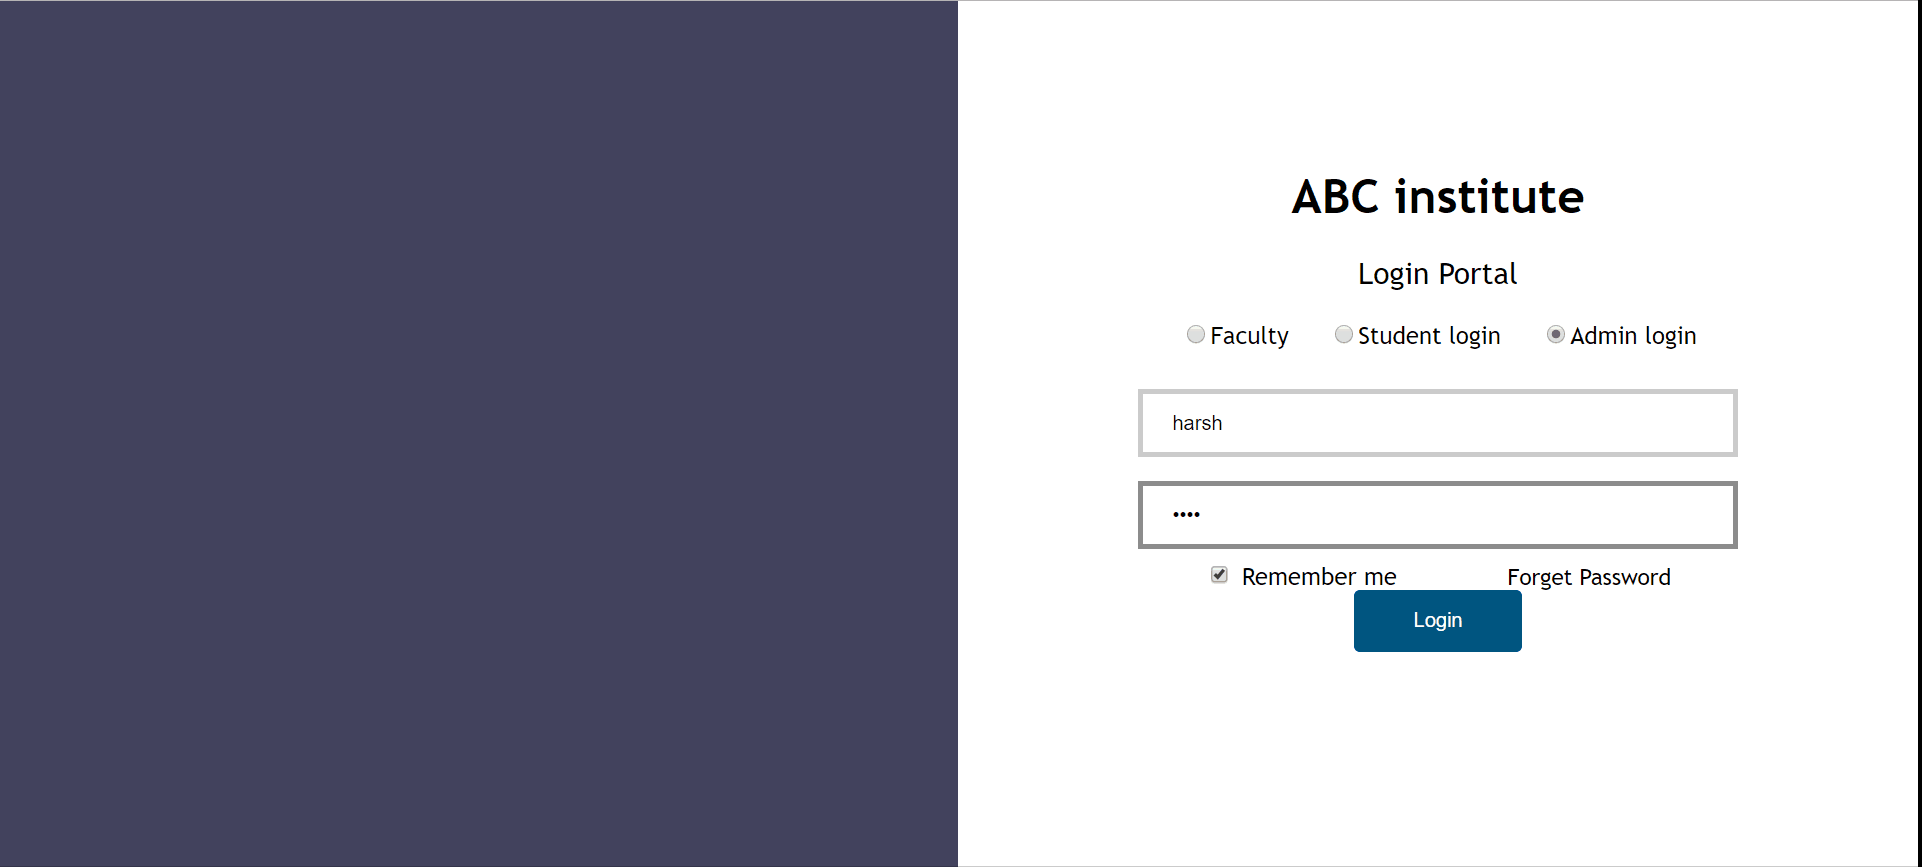 ABC institute
Login Portal
Faculty Student login Admin login
harsh
••••
Remember me Forget Password
Login